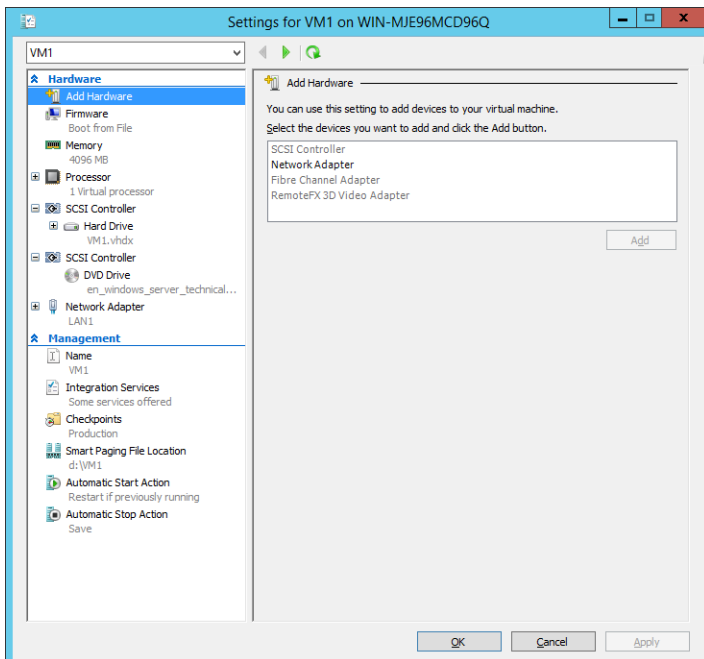 Settings for VM1 on WIN-MJE96MCD96Q
VM1
Hardware
Add Hardware
Firmware
Boot from File
Memory
4096 MB
Processor
1 Virtual processor
SCSI Controller
Hard Drive
VM1.vhdx
SCSI Controller
DVD Drive
en_windows_server_technical...
Network Adapter
LAN1
Management
Name
VM1
Integration Services
Some services offered
Checkpoints
Production
Smart Paging File Location
d:\VM1
Automatic Start Action
Restart if previously running
Automatic Stop Action
Save
Add Hardware
You can use this setting to add devices to your virtual machine.
Select the devices you want to add and click the Add button.
SCSI Controller
Network Adapter
Fibre Channel Adapter
RemoteFX 3D Video Adapter
Add
OK Cancel Apply